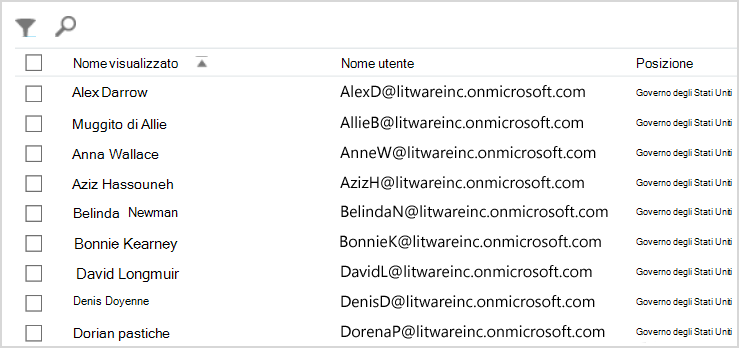 Nome visualizzato Nome utente Posizione
Alex Darrow AlexD@litwareinc.onmicrosoft.com Governo degli Stati Uniti
Muggito di Allie AllieB@litwareinc.onmicrosoft.com Governo degli Stati Uniti
Anna Wallace AnneW@litwareinc.onmicrosoft.com Governo degli Stati Uniti
Aziz Hassouneh AzizH@litwareinc.onmicrosoft.com Governo degli Stati Uniti
Belinda Newman BelindaN@litwareinc.onmicrosoft.com Governo degli Stati Uniti
Bonnie Kearney BonnieK@litwareinc.onmicrosoft.com Governo degli Stati Uniti
David Longmuir DavidL@litwareinc.onmicrosoft.com Governo degli Stati Uniti
Denis Doyenne DenisD@litwareinc.onmicrosoft.com Governo degli Stati Uniti
Dorian pastiche DorenaP@litwareinc.onmicrosoft.com Governo degli Stati Uniti